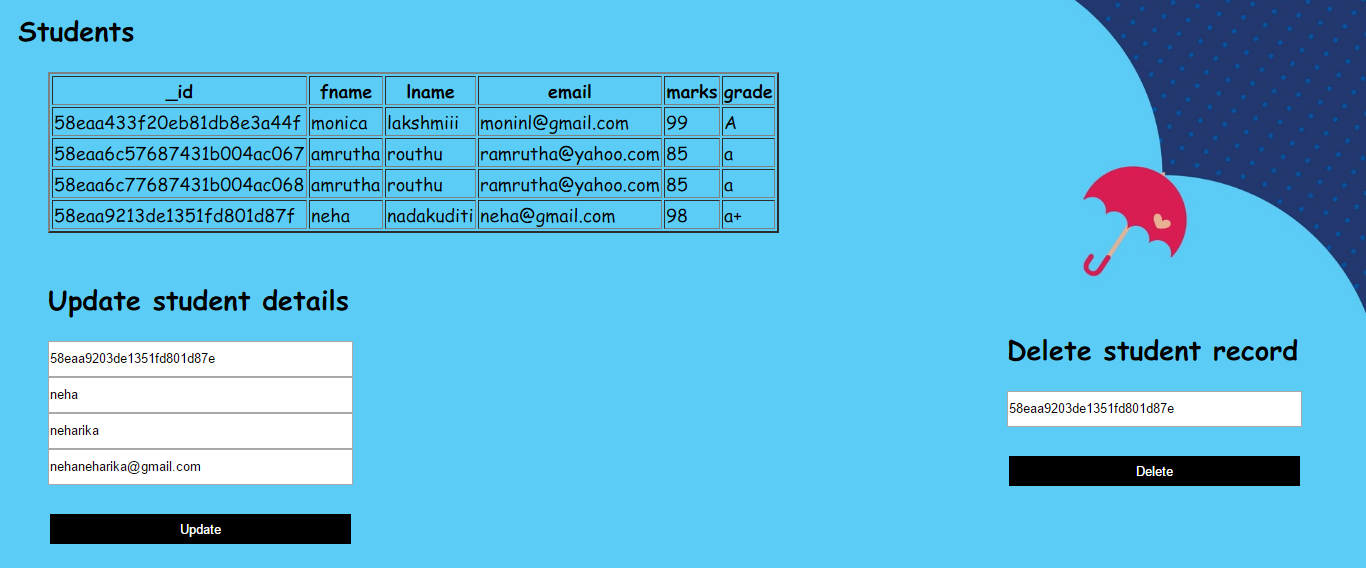 Students
_id fname lname email marks grade
58eaa433f20eb81db8e3a44f monica lakshmiii moninl@gmail.com 99 A
58eaa6c57687431b004ac067 amrutha routhu ramrutha@yahoo.com 85 a
58eaa6c77687431b004ac068 amrutha routhu ramrutha@yahoo.com 85 a
58eaa9213de1351fd801d87f neha nadakuditi neha@gmail.com 98 a+
Update student details
58eaa9203de1351fd801d87e
neha
neharika
nehaneharika@gmail.com
Update
Delete student record
58eaa9203de1351fd801d87e
Delete